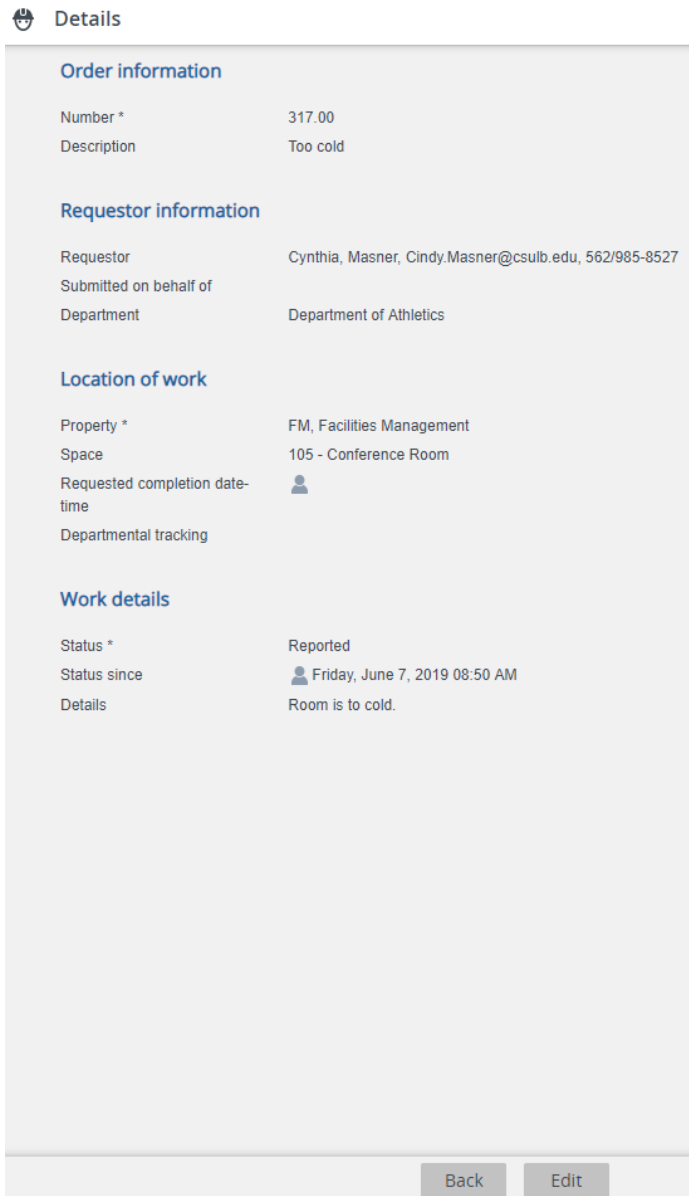 Details
Order information
Number * 317.00
Description Too cold
Requestor information
Requestor Cynthia, Masner, Cindy.Masner@csulb.edu, 562/985-8527
Submitted on behalf of
Department Department of Athletics
Location of work
Property * FM, Facilities Management
Space 105 - Conference Room
Requested completion date-
time
Departmental tracking
Work details
Status * Reported
Status since Friday, June 7, 2019 08:50 AM
Details Room is to cold.
Back Edit